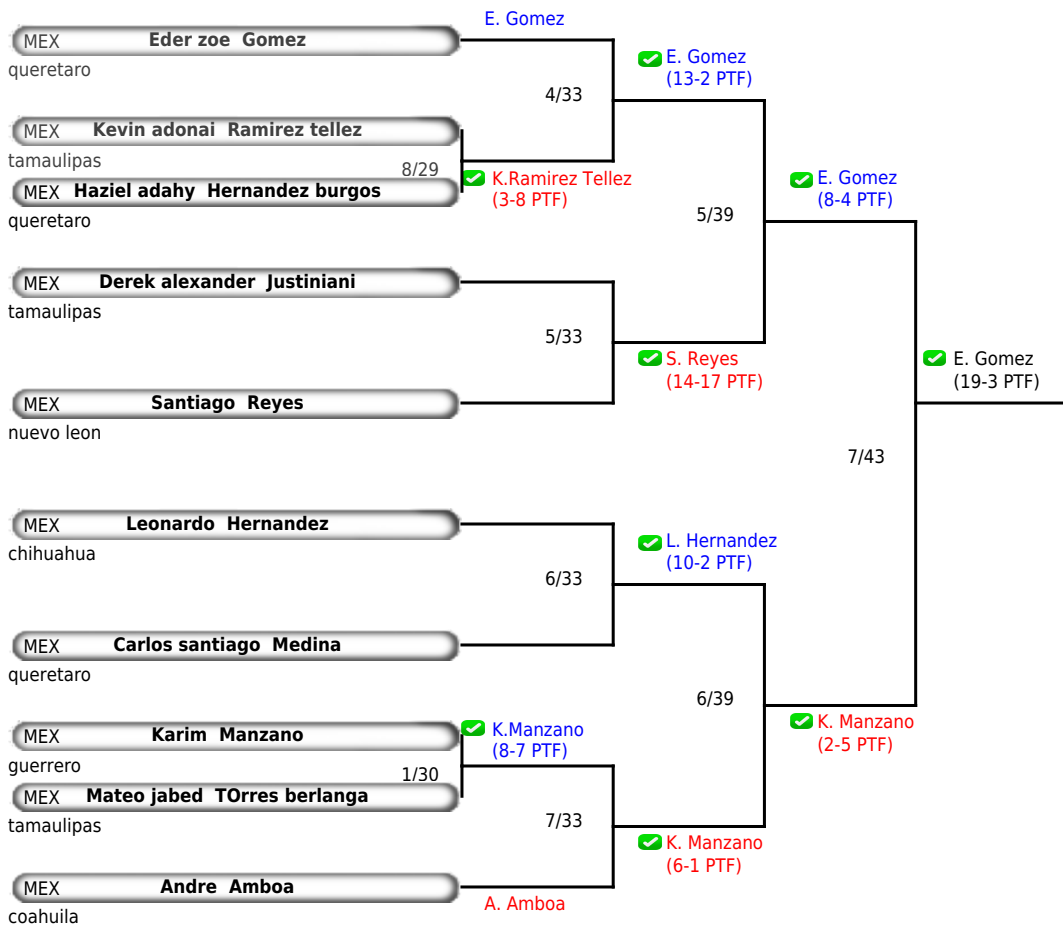 E. Gomez
MEX Eder zoe Gomez
queretaro
E. Gomez
(13-2 PTF)
4/33
MEX Kevin adonai Ramirez tellez
tamaulipas
8/29
K.Ramirez Tellez
(3-8 PTF)
MEX Haziel adahy Hernandez burgos
queretaro
E. Gomez
(8-4 PTF)
5/39
MEX Derek alexander Justiniani
tamaulipas
5/33
S. Reyes
(14-17 PTF)
E. Gomez
(19-3 PTF)
MEX Santiago Reyes
nuevo leon
7/43
MEX Leonardo Hernandez
chihuahua
L. Hernandez
(10-2 PTF)
6/33
MEX Carlos santiago Medina
queretaro
6/39
K. Manzano
(2-5 PTF)
MEX Karim Manzano
guerrero
K.Manzano
(8-7 PTF)
1/30
MEX Mateo jabed TOrres berlanga
tamaulipas
7/33
K. Manzano
(6-1 PTF)
MEX Andre Amboa
coahuila
A. Amboa